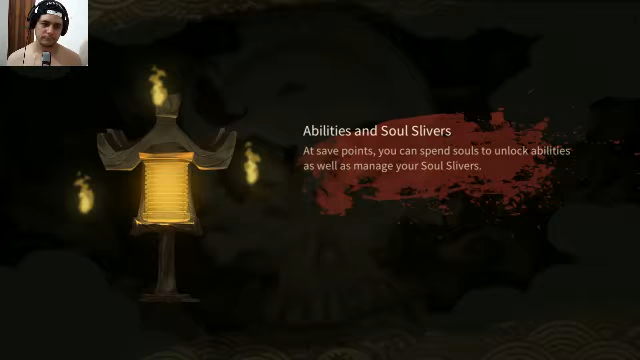 Abilities and Soul Slivers
At save points, you can spend souls to unlock abilities
as well as manage your Soul Slivers.